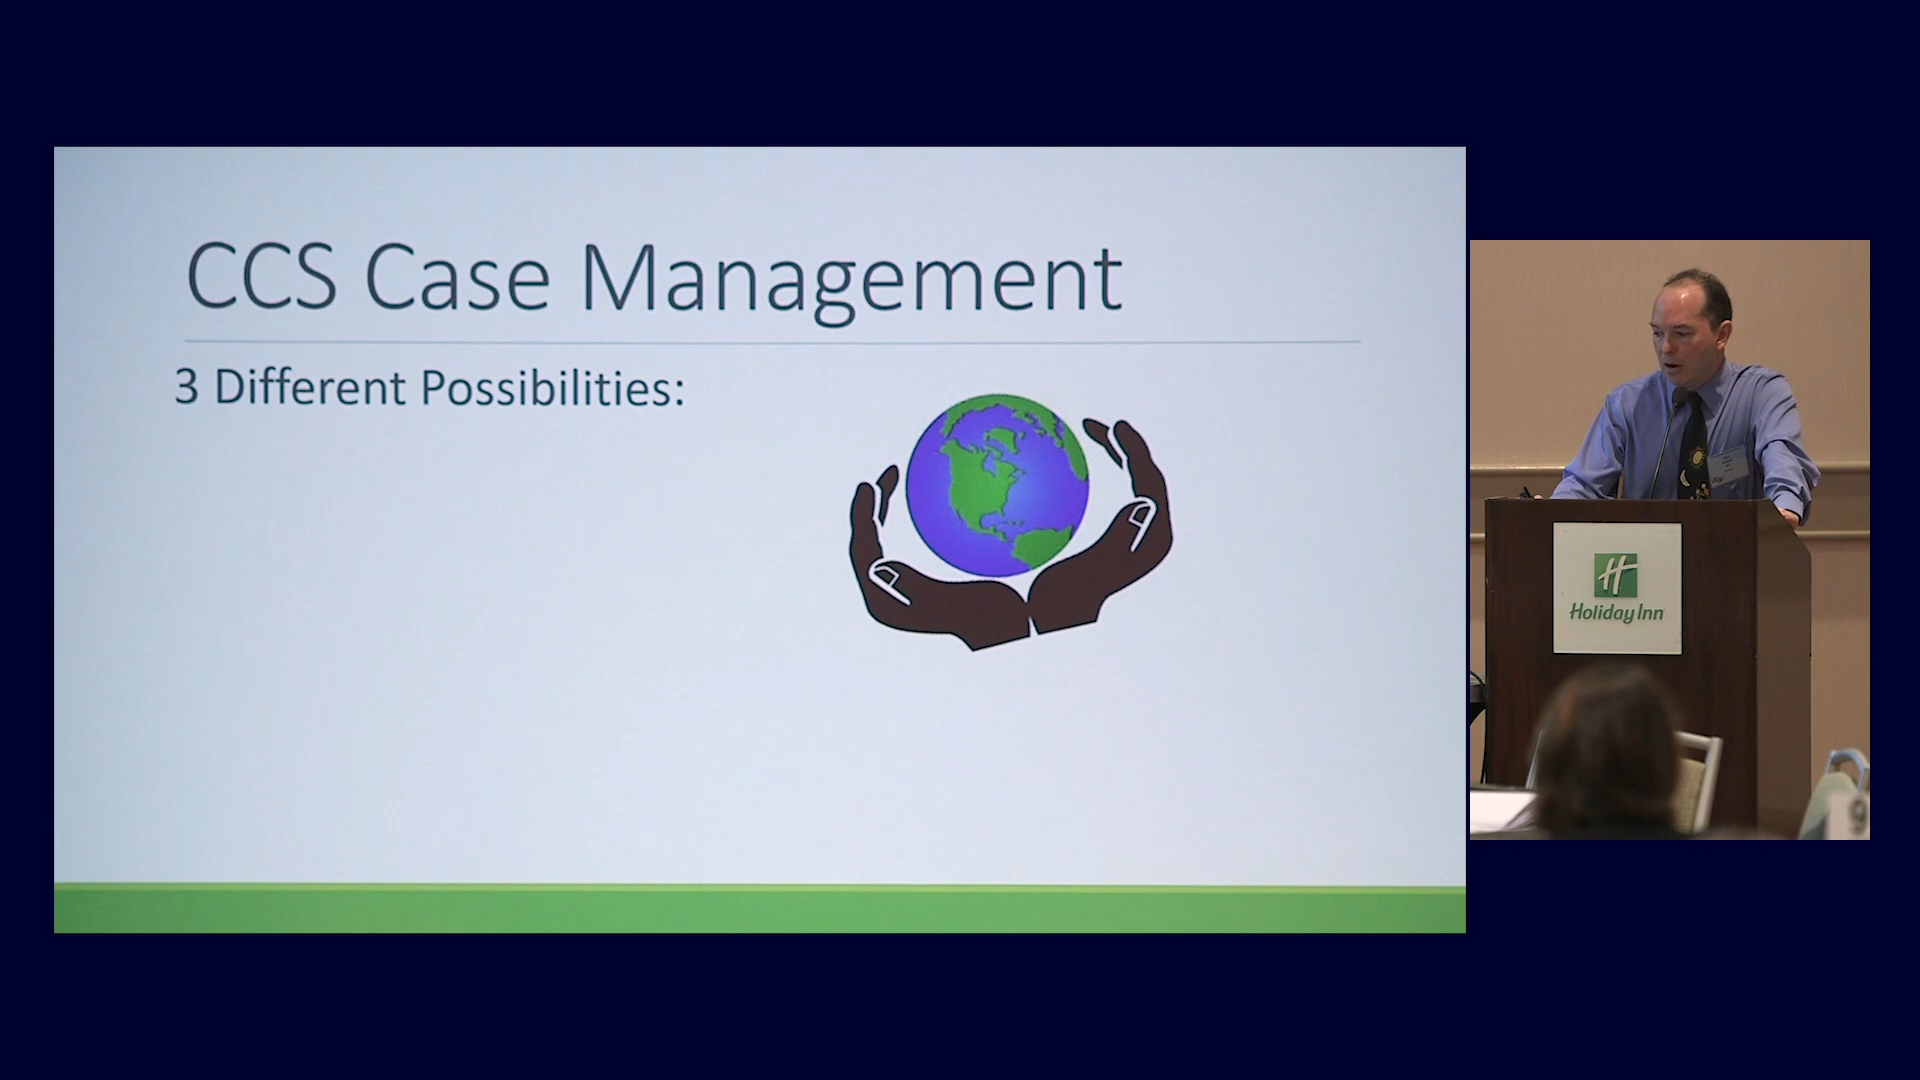 CCS Case Management
3 Different Possibilities:
H
Holiday Inn